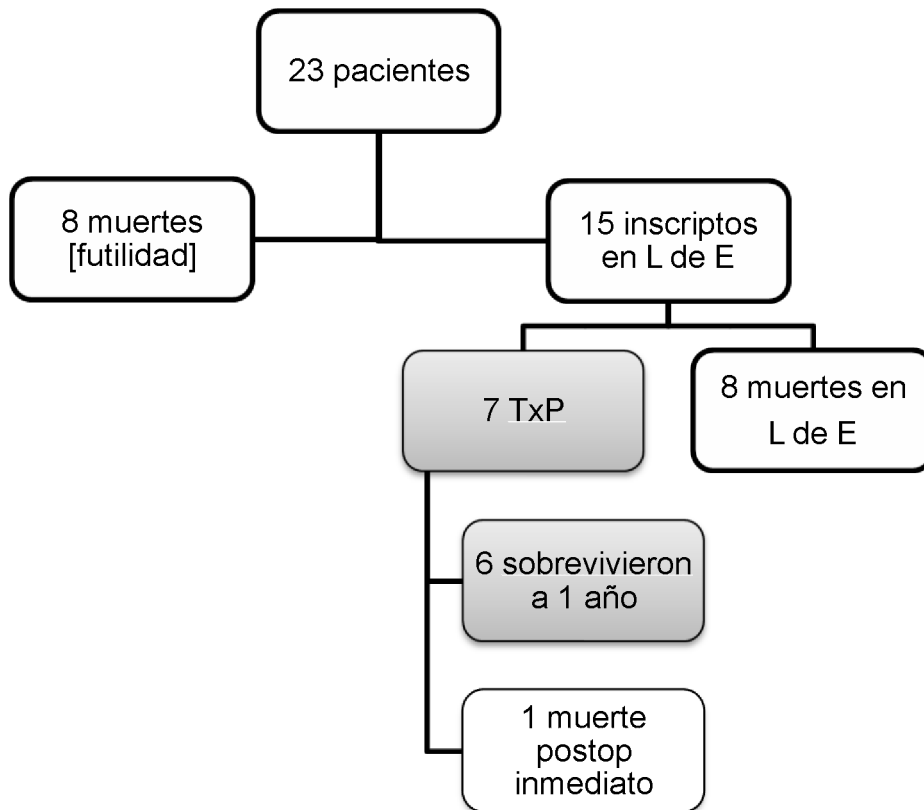 23 pacientes
8 muertes
[futilidad]
15 inscriptos
en L de E
7 TxP
8 muertes en
L de E
6 sobrevivieron
a 1 año
1 muerte
postop
inmediato